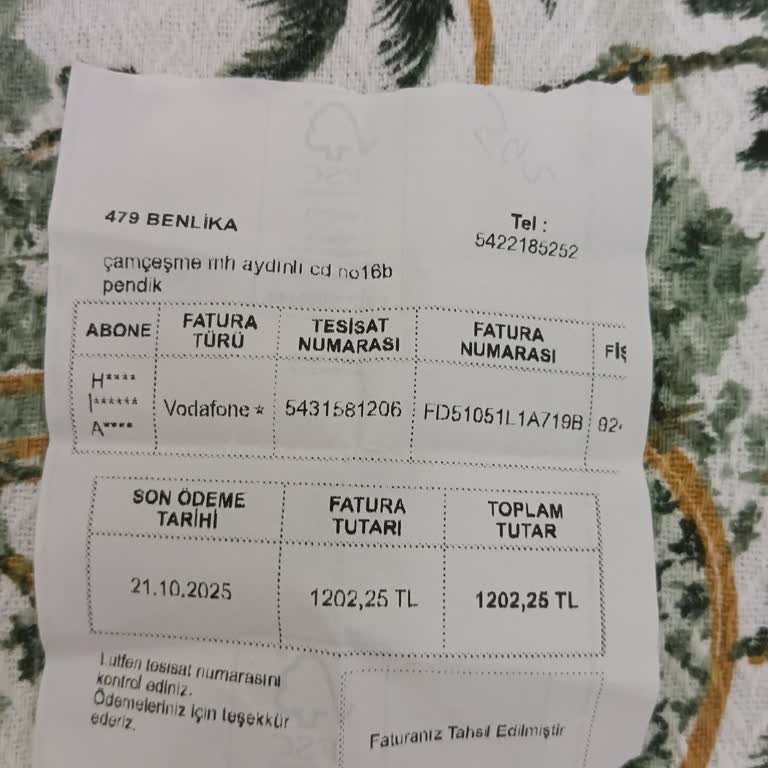 479 BENLİKA
Tel :
5422185252
çamçeşme mh aydınlı cd no16b
pendik
ABONE
FATURA
TÜRÜ
TESİSAT
NUMARASI
FATURA
NUMARASI
FİŞ
H****
I******
A****
Vodafone *
5431581206
FD51051L1A719B
SON ÖDEME
TARİHİ
FATURA
TUTARI
TOPLAM
TUTAR
21.10.2025
1202,25 TL
1202,25 TL
Lütfen tesisat numarasını
kontrol ediniz.
Ödemeleriniz için teşekkür
ederiz.
Faturanız Tahsil Edilmiştir